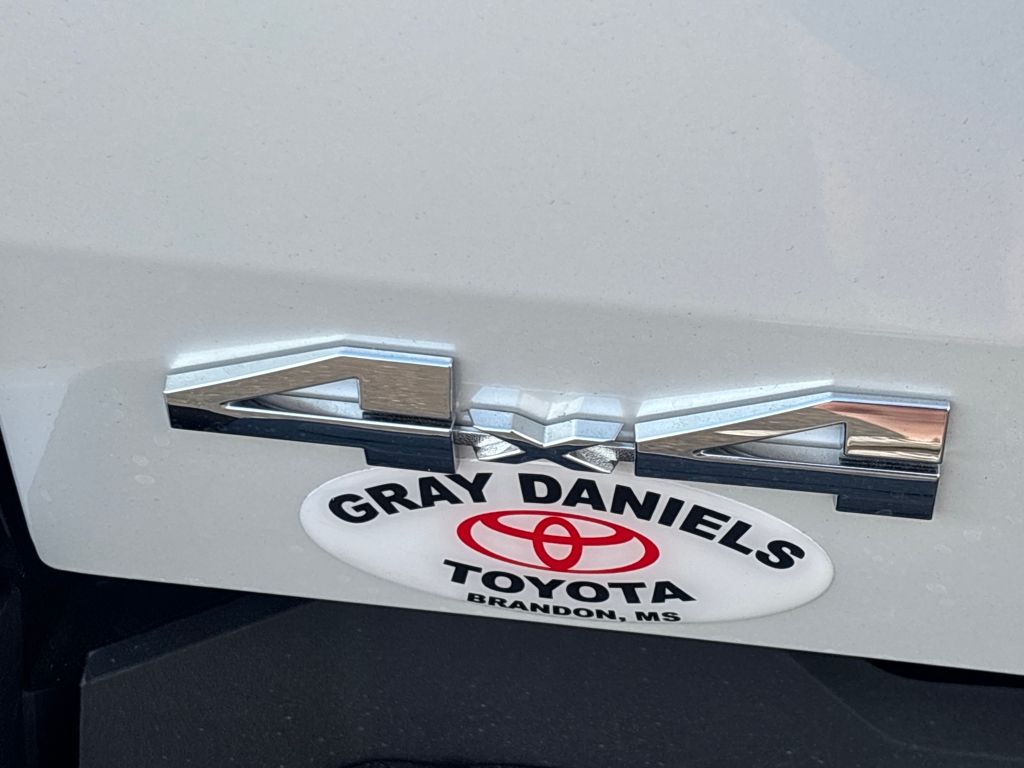 4x4
GRAY DANIELS
TOYOTA
BRANDON, MS